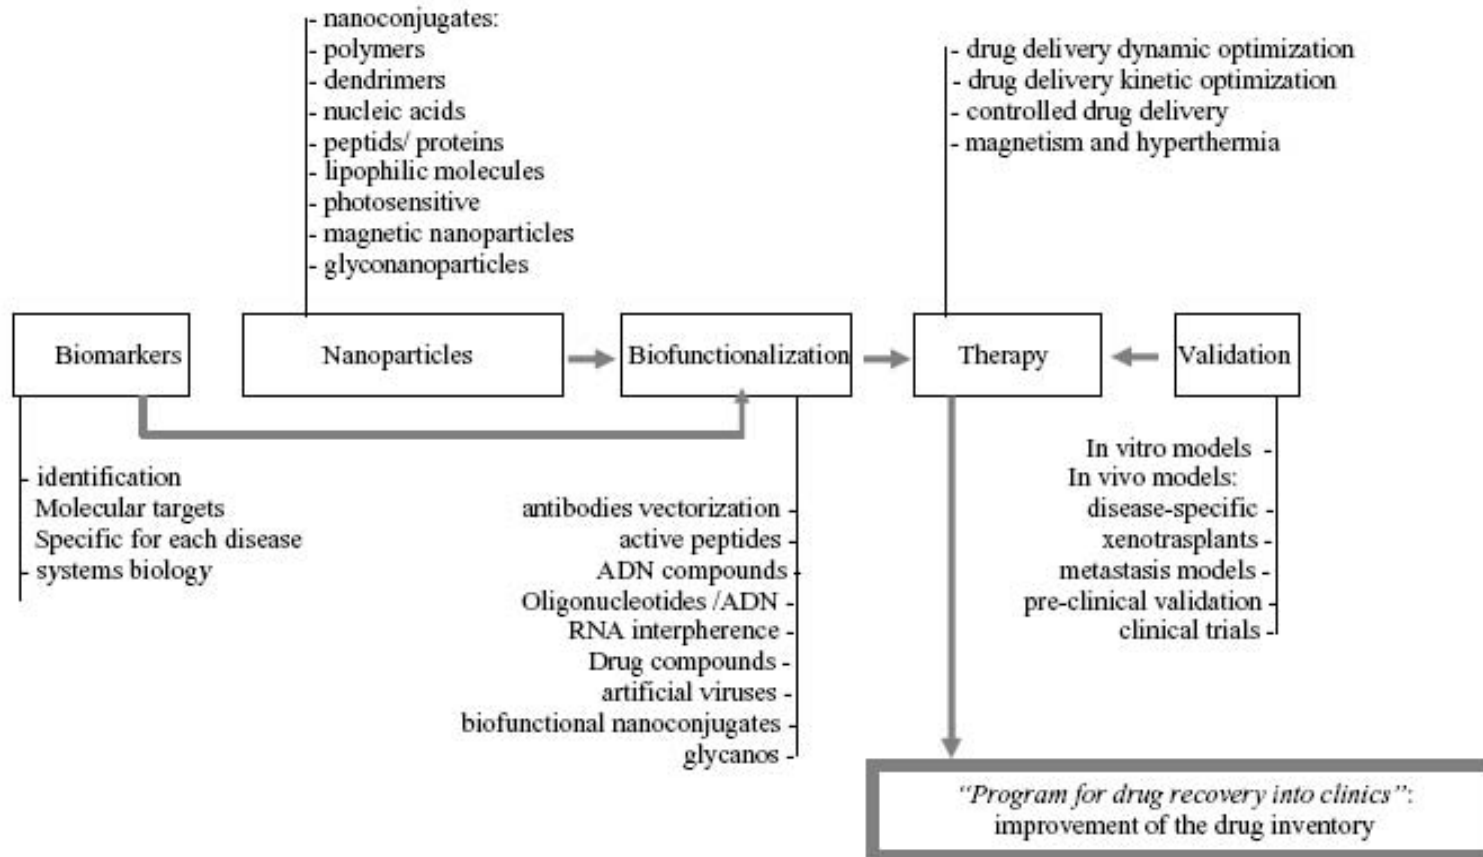 - nanoconjugates:
- polymers
- dendrimers
- nucleic acids
- peptids/ proteins
- lipophilic molecules
- photosensitive
- magnetic nanoparticles
- glyconanoparticles
- drug delivery dynamic optimization
- drug delivery kinetic optimization
- controlled drug delivery
- magnetism and hyperthermia
Biomarkers
Nanoparticles
Biofunctionalization
Therapy
Validation
- identification
Molecular targets
Specific for each disease
- systems biology
antibodies vectorization -
active peptides -
ADN compounds -
Oligonucleotides /ADN -
RNA interpherence -
Drug compounds -
artificial viruses -
biofunctional nanoconjugates -
glycanos -
In vitro models -
In vivo models:
disease-specific -
xenotrasplants -
metastasis models -
pre-clinical validation -
clinical trials -
“Program for drug recovery into clinics”:
improvement of the drug inventory